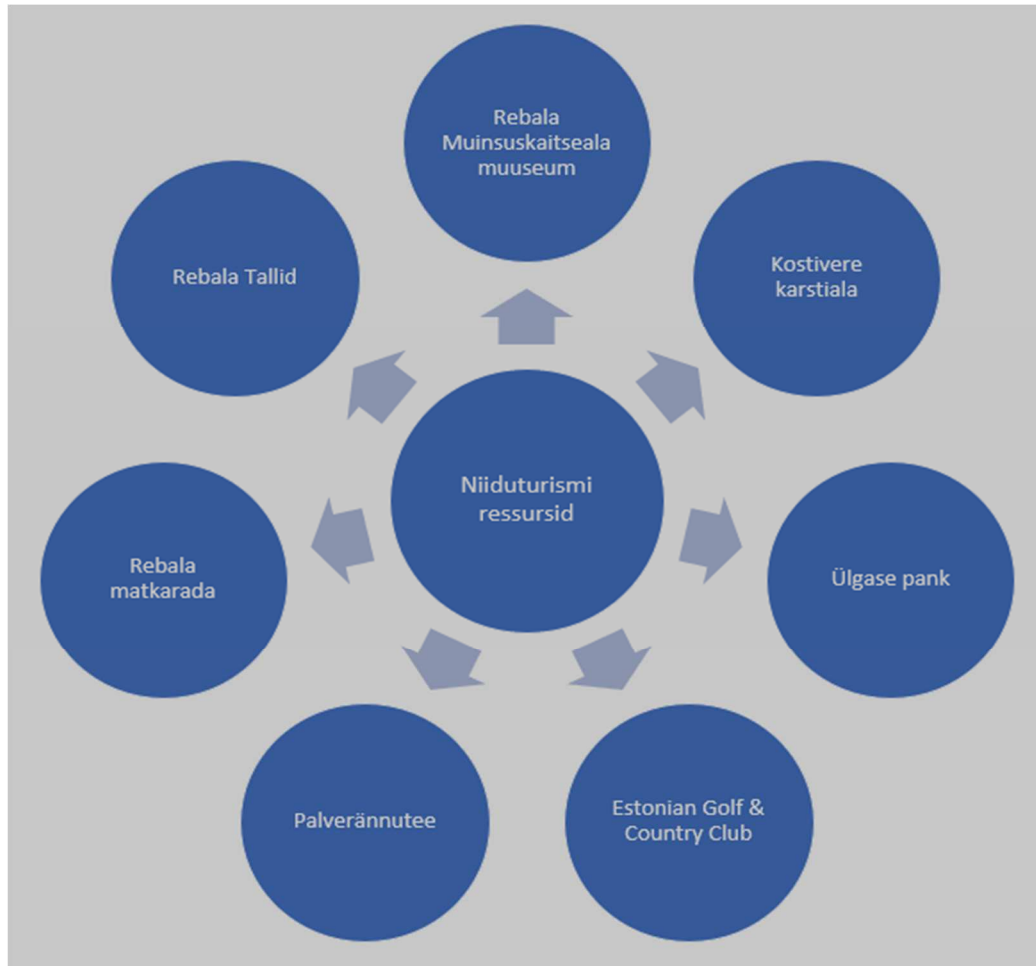 Rebala
Muinsuskaitseala
muuseum
Kostivere
karstiala
Ülgase pank
Estonian Golf &
Country Club
Palverännutee
Rebala
matkarada
Rebala Tallid
Niiduturismi
ressursid